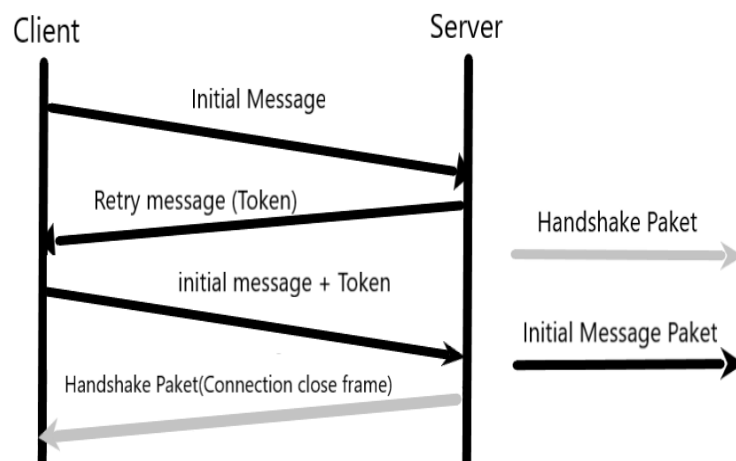 Client
Server
Initial Message
Retry message (Token)
Handshake Paket
initial message + Token
Initial Message Paket
Handshake Paket(Connection close frame)